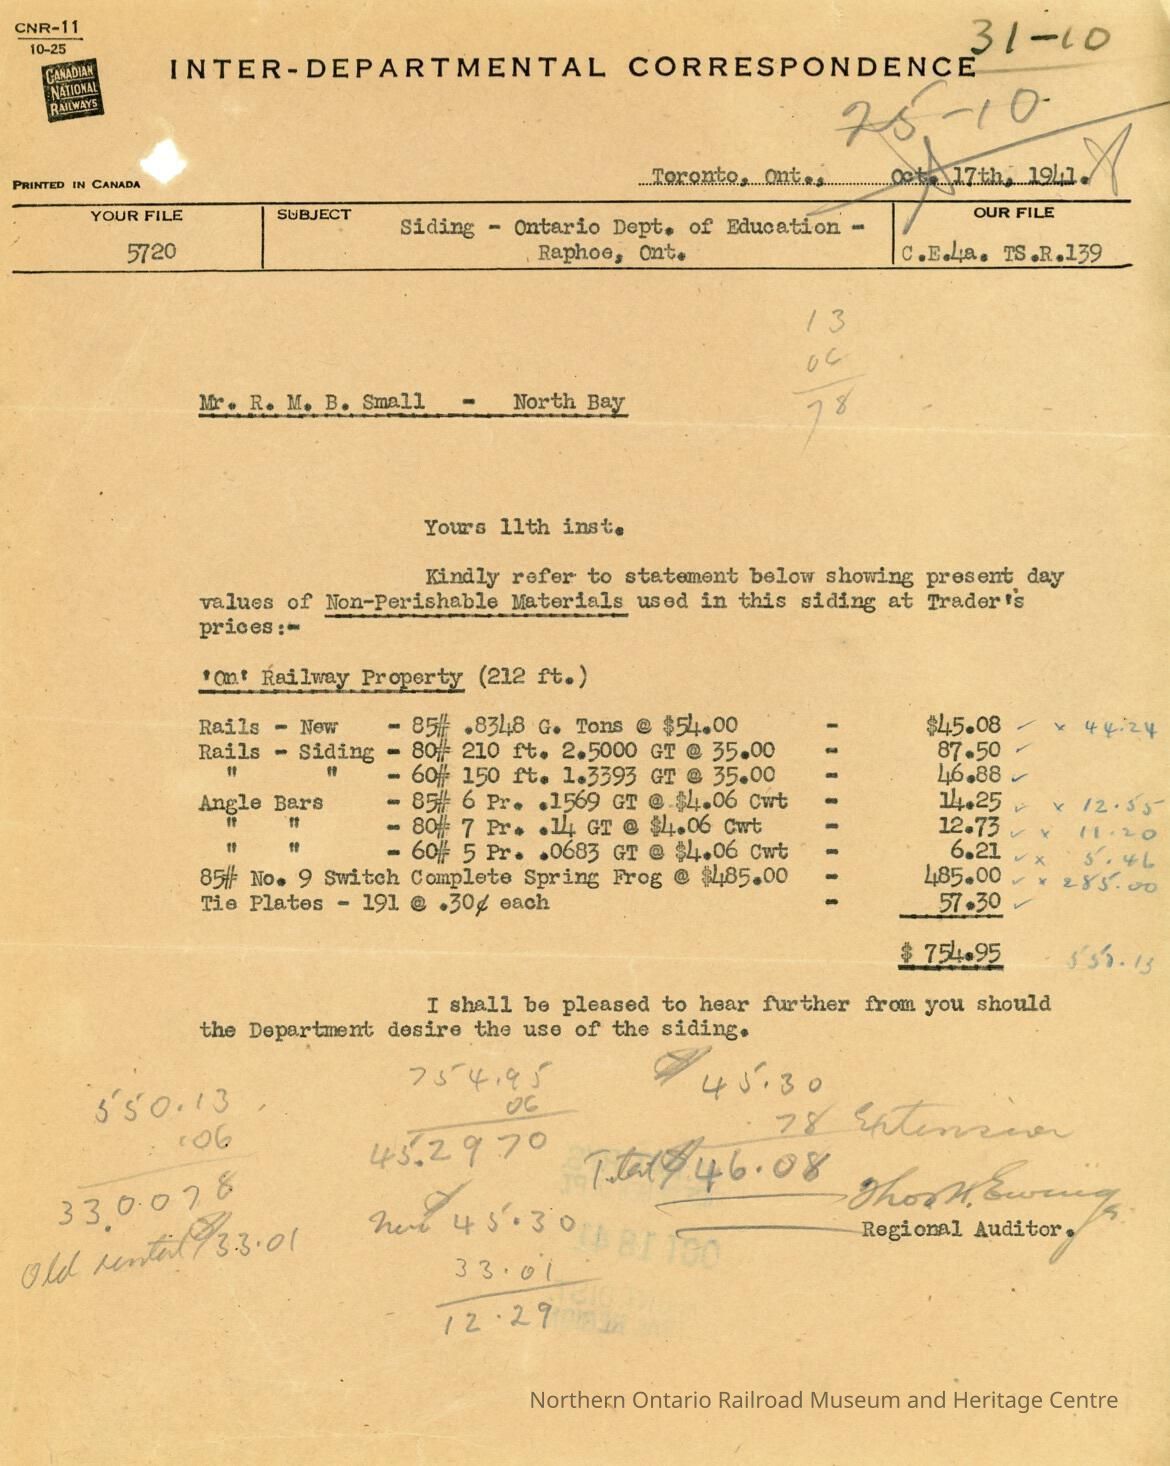 CNR-11
10-25
CANADIAN
NATIONAL
RAILWAYS
INTER-DEPARTMENTAL CORRESPONDENCE
31-10
25-10
PRINTED IN CANADA
Toronto, Ont., Oct. 17th, 1941.
YOUR FILE
5720
SUBJECT
Siding - Ontario Dept. of Education -
Raphoe, Ont.
OUR FILE
C.E.4a. TS.R.139
13
06
78
Mr. R. M. B. Small - North Bay
Yours 11th inst.
Kindly refer to statement below showing present day
values of Non-Perishable Materials used in this siding at Trader's
prices:-
'On' Railway Property (212 ft.)
Rails - New - 85# .8348 G. Tons @ $54.00 - $45.08 ✓ x 44.24
Rails - Siding - 80# 210 ft. 2.5000 GT @ 35.00 - 87.50 ✓
" " - 60# 150 ft. 1.3393 GT @ 35.00 - 46.88 ✓
Angle Bars - 85# 6 Pr. .1569 GT @ $4.06 Cwt - 14.25 ✓ x 12.55
" " - 80# 7 Pr. .14 GT @ $4.06 Cwt - 12.73 ✓ x 11.20
" " - 60# 5 Pr. .0683 GT @ $4.06 Cwt - 6.21 ✓ x 5.46
85# No. 9 Switch Complete Spring Frog @ $485.00 - 485.00 ✓ x 285.00
Tie Plates - 191 @ .30¢ each - 57.30 ✓
$ 754.95 550.13
I shall be pleased to hear further from you should
the Department desire the use of the siding.
550.13
.06
33.0078
Old rental $33.01
754.95
06
45.2970
New $45.30
33.01
12.29
$45.30
78 Extension
Total $46.08
Thos. H. Ewing
Regional Auditor.
OCT 18 41
Northern Ontario Railroad Museum and Heritage Centre